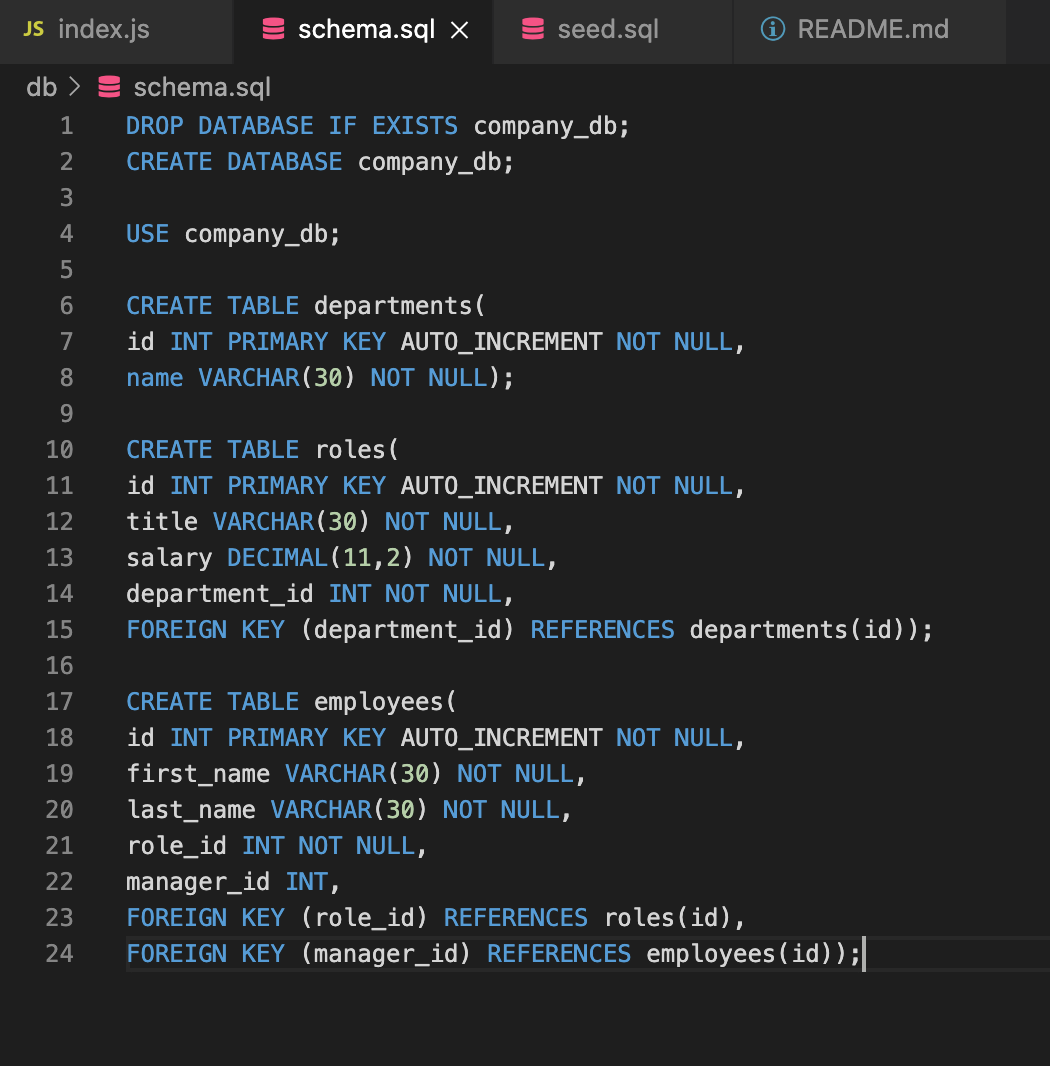 JS index.js schema.sql seed.sql README.md
db > schema.sql
1 DROP DATABASE IF EXISTS company_db;
2 CREATE DATABASE company_db;
3
4 USE company_db;
5
6 CREATE TABLE departments(
7 id INT PRIMARY KEY AUTO_INCREMENT NOT NULL,
8 name VARCHAR(30) NOT NULL);
9
10 CREATE TABLE roles(
11 id INT PRIMARY KEY AUTO_INCREMENT NOT NULL,
12 title VARCHAR(30) NOT NULL,
13 salary DECIMAL(11,2) NOT NULL,
14 department_id INT NOT NULL,
15 FOREIGN KEY (department_id) REFERENCES departments(id));
16
17 CREATE TABLE employees(
18 id INT PRIMARY KEY AUTO_INCREMENT NOT NULL,
19 first_name VARCHAR(30) NOT NULL,
20 last_name VARCHAR(30) NOT NULL,
21 role_id INT NOT NULL,
22 manager_id INT,
23 FOREIGN KEY (role_id) REFERENCES roles(id),
24 FOREIGN KEY (manager_id) REFERENCES employees(id));